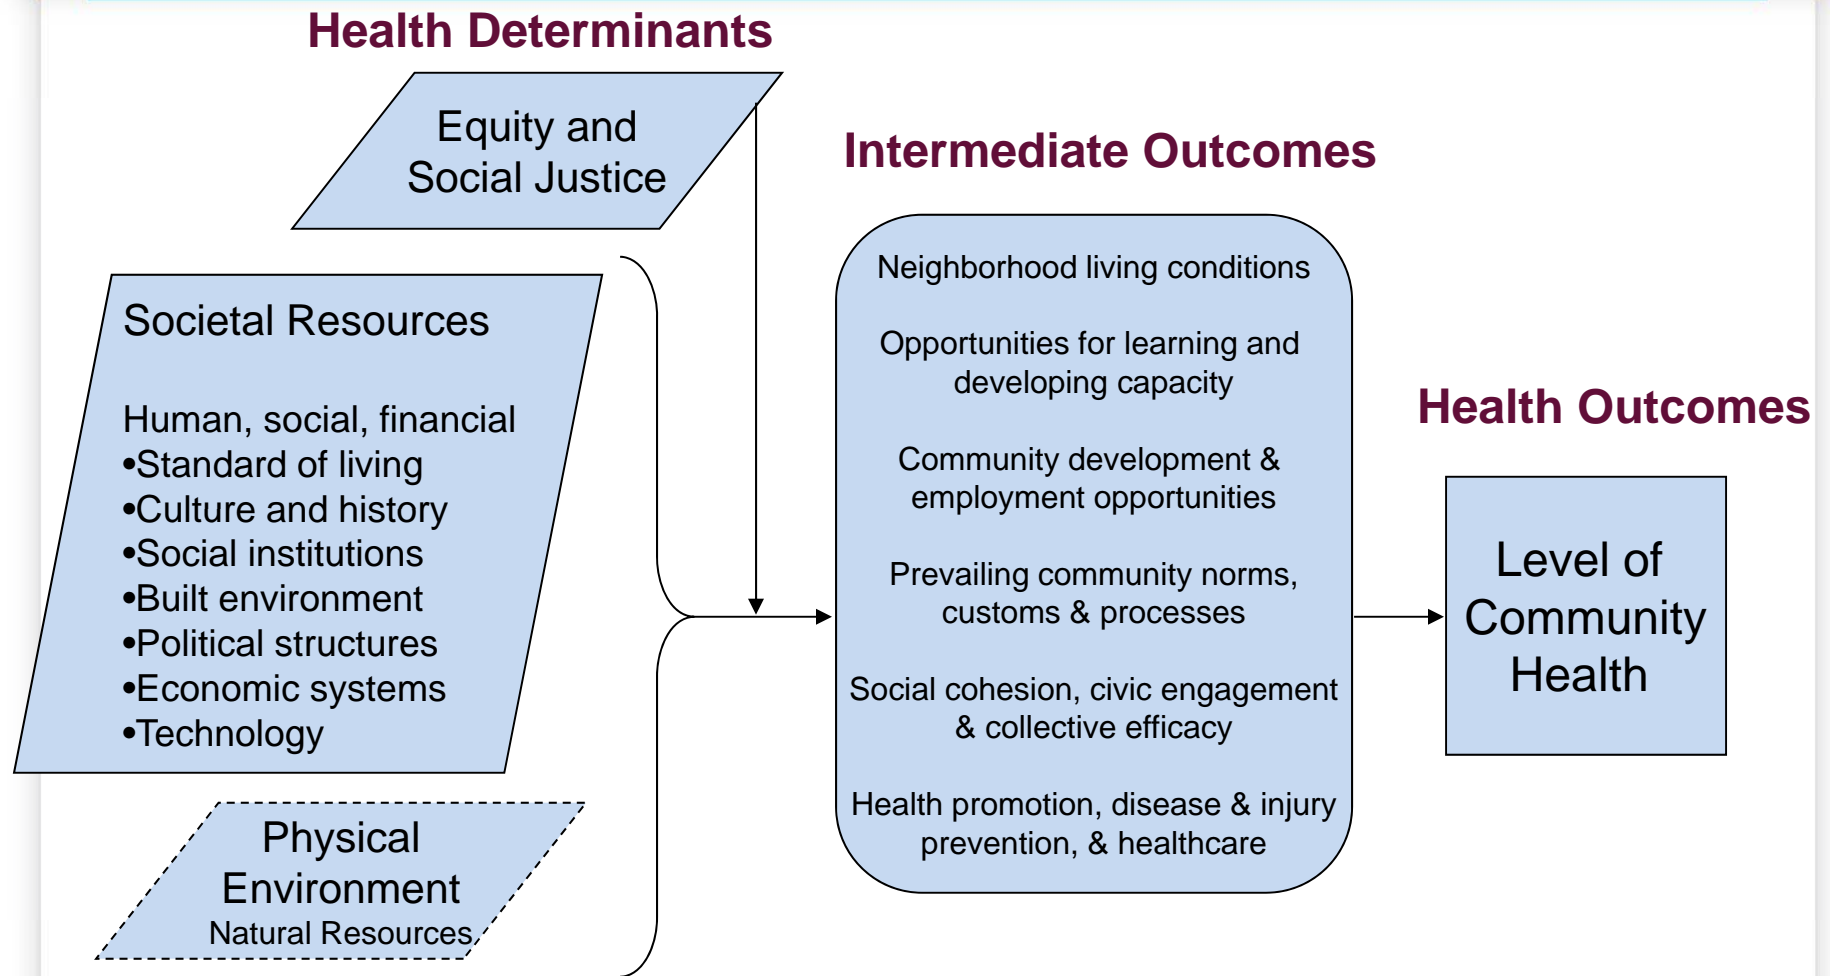 Health Determinants
Equity and
Social Justice
Societal Resources
Human, social, financial
•Standard of living
•Culture and history
•Social institutions
•Built environment
•Political structures
•Economic systems
•Technology
Physical
Environment
Natural Resources
Intermediate Outcomes
Neighborhood living conditions
Opportunities for learning and
developing capacity
Community development &
employment opportunities
Prevailing community norms,
customs & processes
Social cohesion, civic engagement
& collective efficacy
Health promotion, disease & injury
prevention, & healthcare
Health Outcomes
Level of
Community
Health